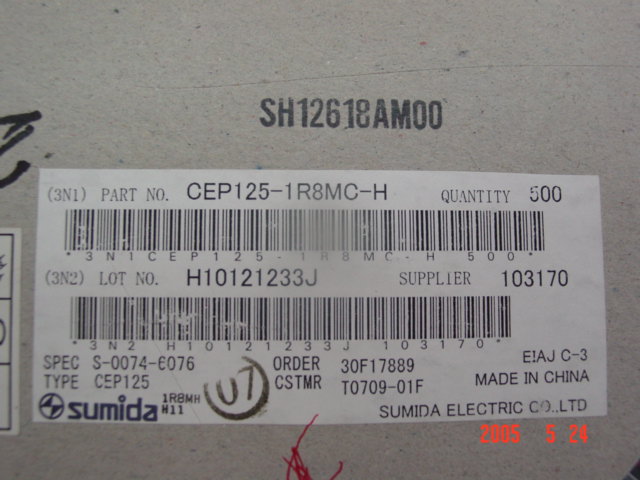 SH12618AM00
(3N1) PART NO. CEP125-1R8MC-H QUANTITY 500
*3N1CEP125-1R8MC-H 500*
(3N2) LOT NO. H10121233J SUPPLIER 103170
*3N2 H10121233J 103170*
SPEC S-0074-6076 ORDER 30F17889 EIAJ C-3
TYPE CEP125 U7 CSTMR T0709-01F MADE IN CHINA
sumida 1R8MH
H11 SUMIDA ELECTRIC CO.,LTD
2005 5 24